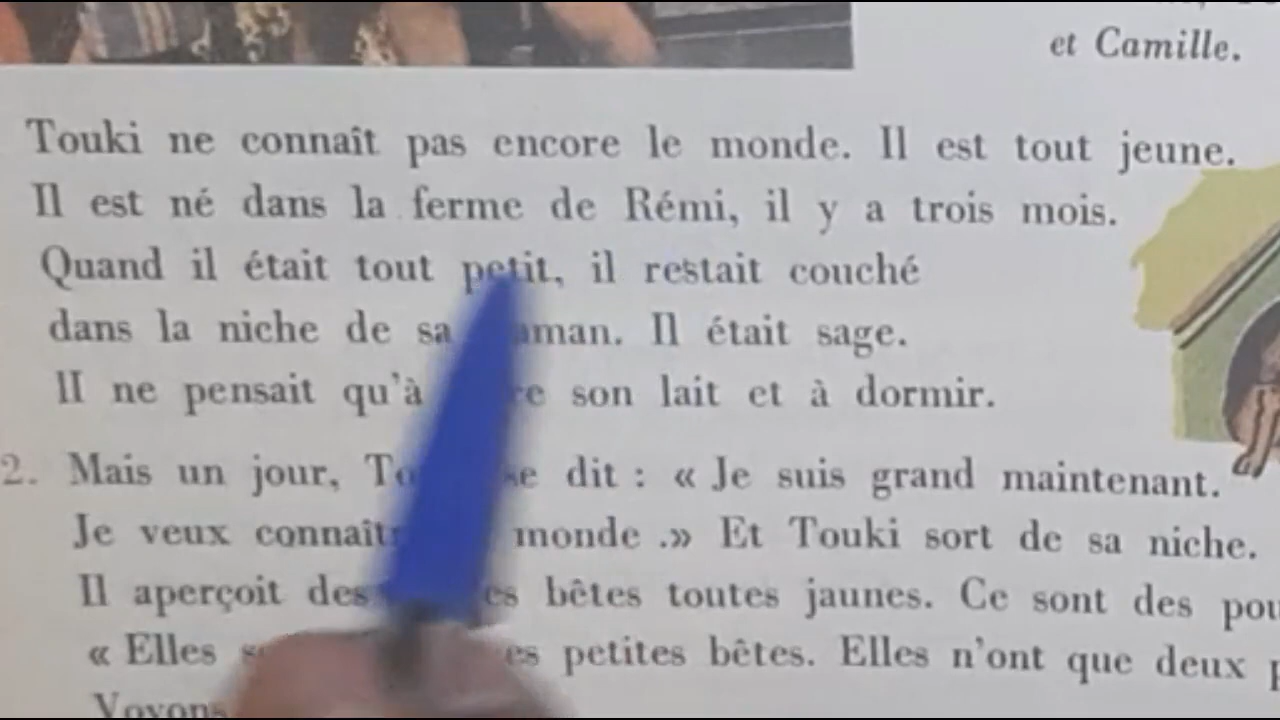 et Camille.
Touki ne connaît pas encore le monde. Il est tout jeune.
Il est né dans la ferme de Rémi, il y a trois mois.
Quand il était tout petit, il restait couché
dans la niche de sa Il était sage.
Il ne pensait qu'à son lait et à dormir.
2. Mais un jour, dit : « Je suis grand maintenant.
Je veux monde .» Et Touki sort de sa niche.
Il aperçoit des bêtes toutes jaunes. Ce sont des
« Elles petites bêtes. Elles n'ont que deux